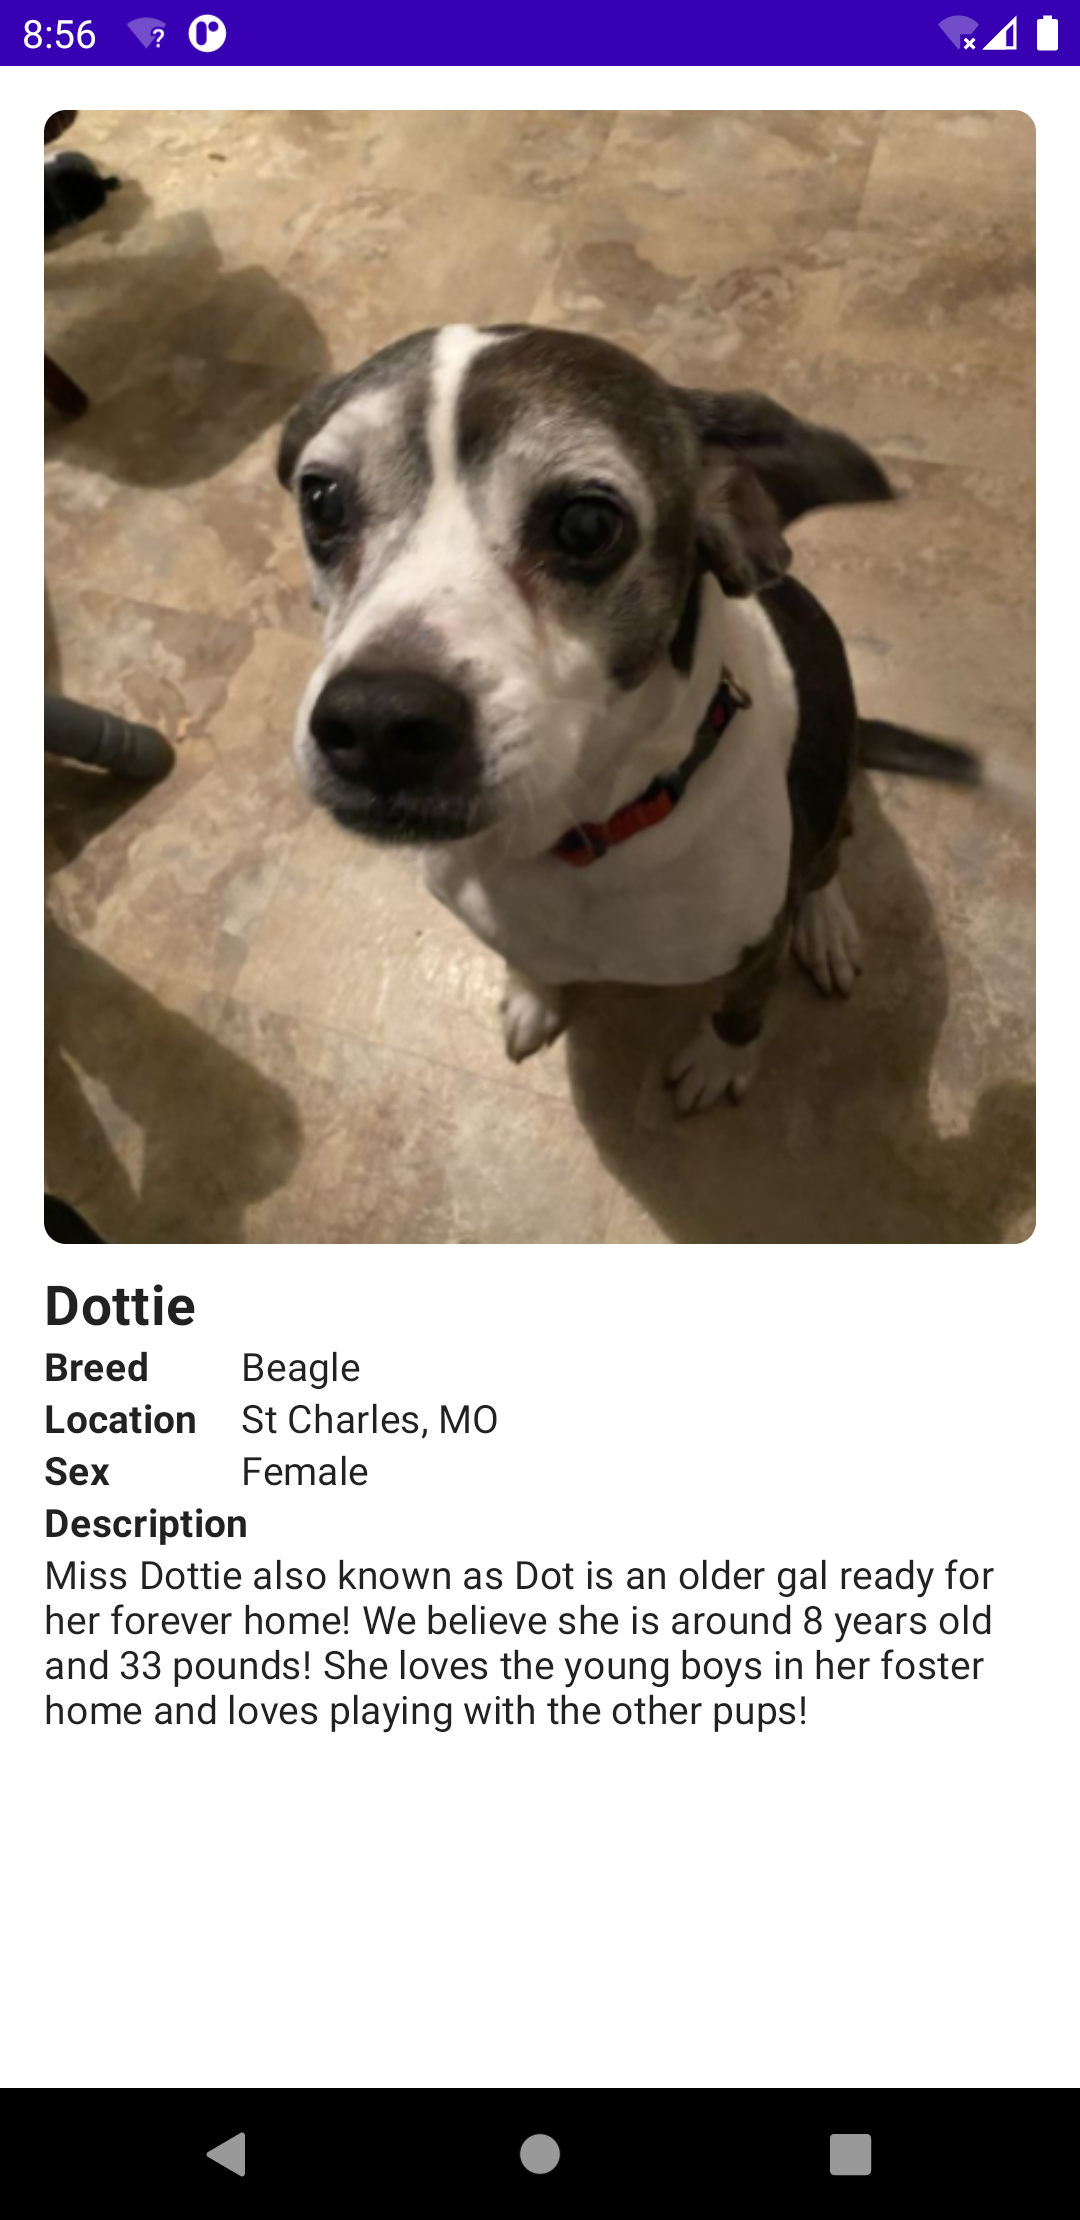 8:56
Dottie
Breed Beagle
Location St Charles, MO
Sex Female
Description
Miss Dottie also known as Dot is an older gal ready for
her forever home! We believe she is around 8 years old
and 33 pounds! She loves the young boys in her foster
home and loves playing with the other pups!